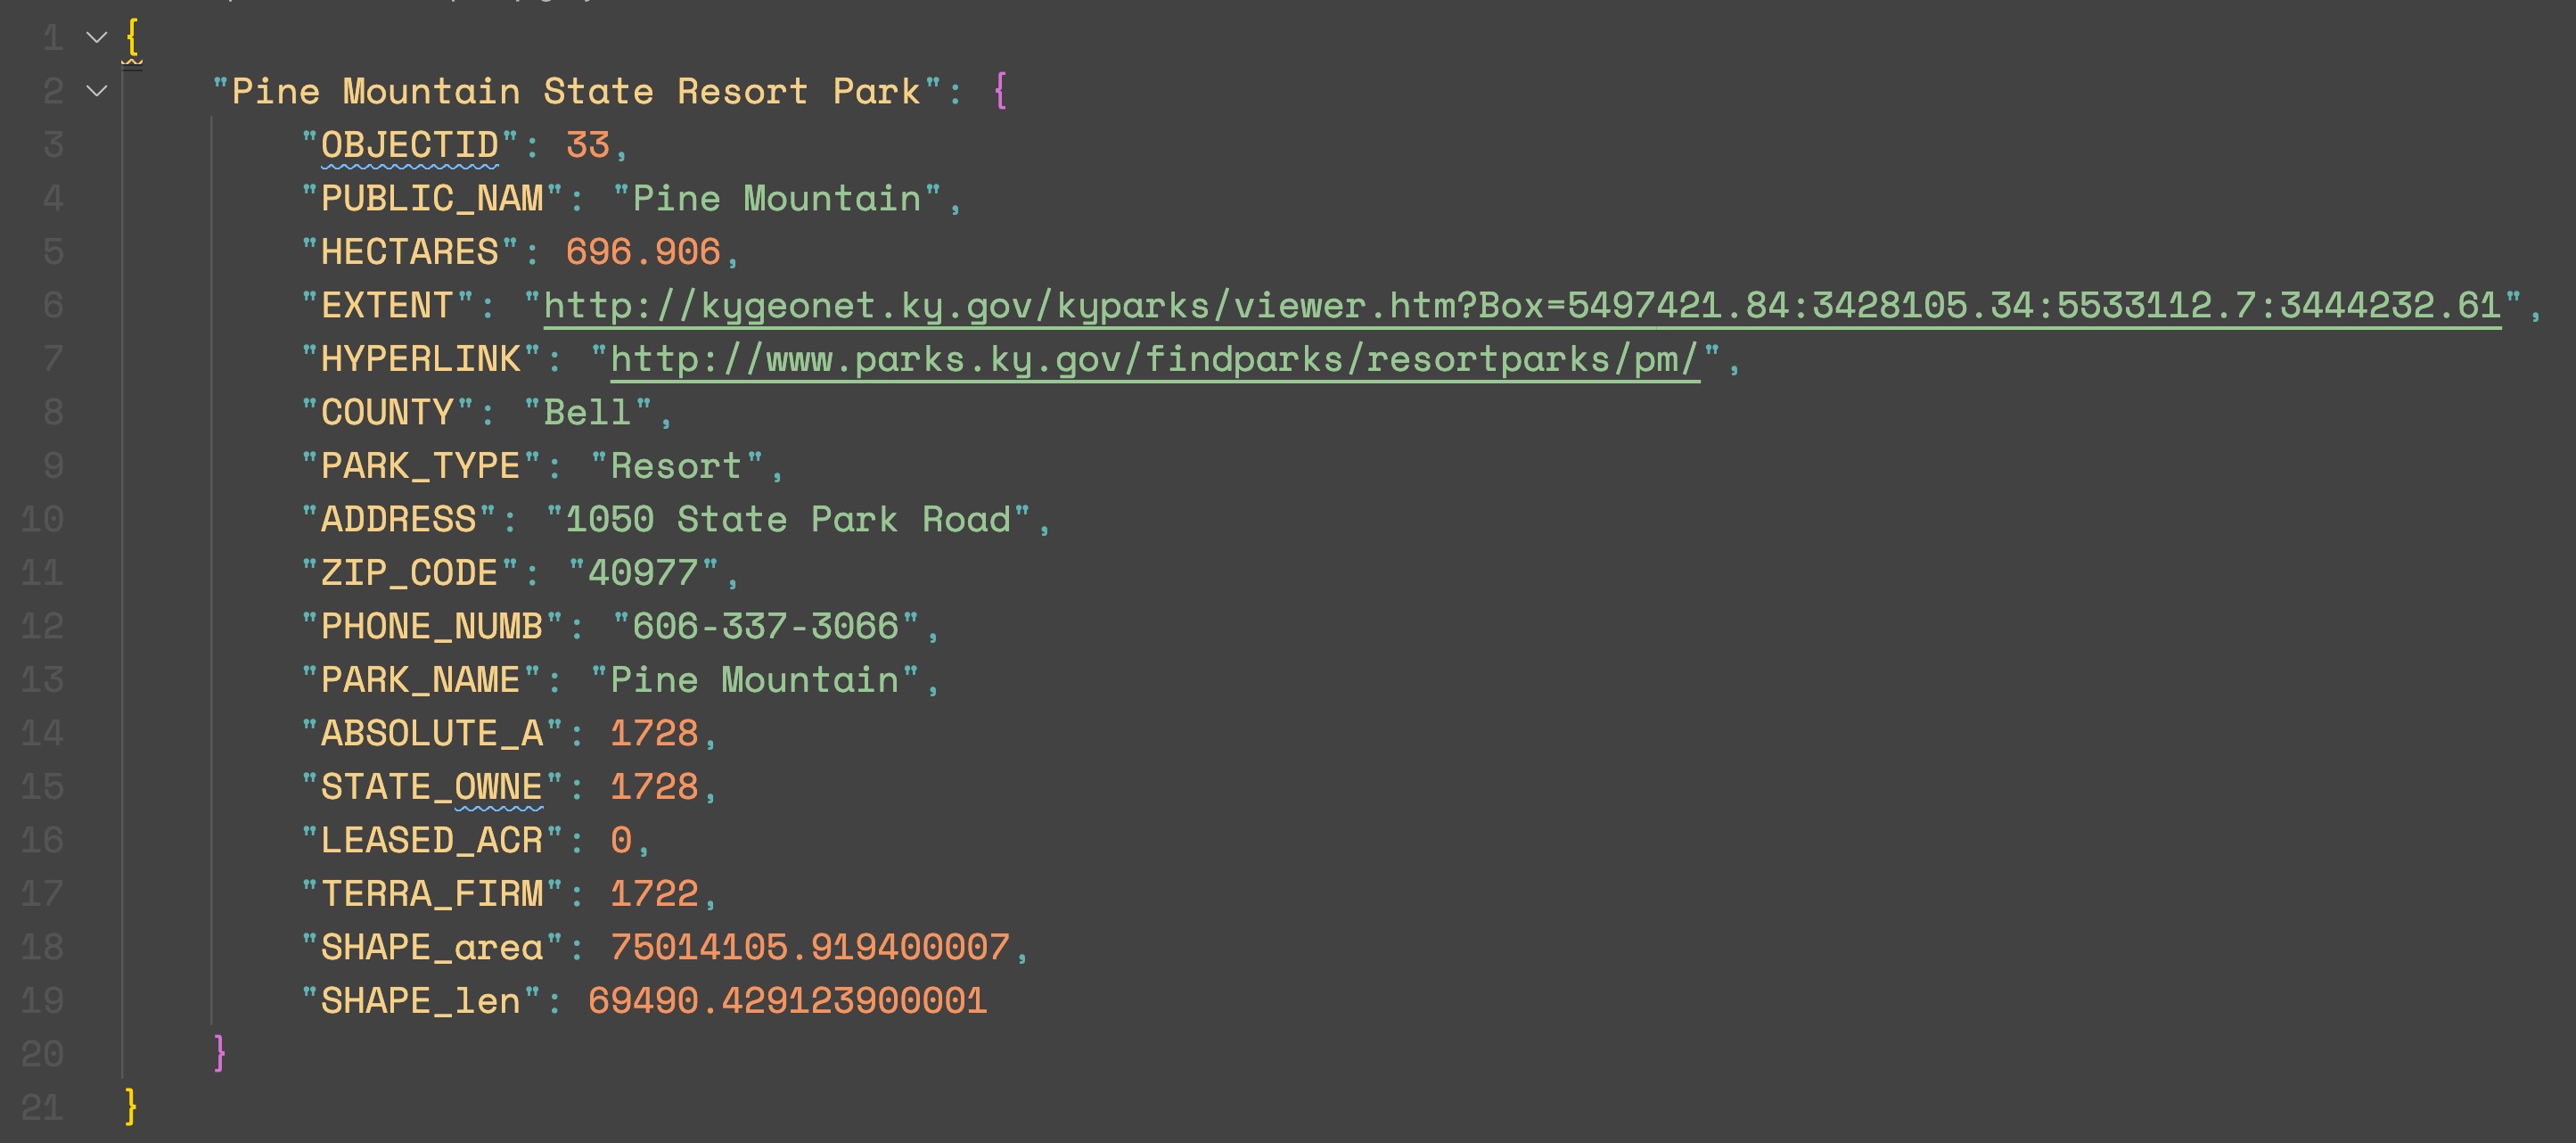 1 {
2 "Pine Mountain State Resort Park": {
3 "OBJECTID": 33,
4 "PUBLIC_NAM": "Pine Mountain",
5 "HECTARES": 696.906,
6 "EXTENT": "http://kygeonet.ky.gov/kyparks/viewer.htm?Box=5497421.84:3428105.34:5533112.7:3444232.61",
7 "HYPERLINK": "http://www.parks.ky.gov/findparks/resortparks/pm/",
8 "COUNTY": "Bell",
9 "PARK_TYPE": "Resort",
10 "ADDRESS": "1050 State Park Road",
11 "ZIP_CODE": "40977",
12 "PHONE_NUMB": "606-337-3066",
13 "PARK_NAME": "Pine Mountain",
14 "ABSOLUTE_A": 1728,
15 "STATE_OWNE": 1728,
16 "LEASED_ACR": 0,
17 "TERRA_FIRM": 1722,
18 "SHAPE_area": 75014105.919400007,
19 "SHAPE_len": 69490.429123900001
20 }
21 }